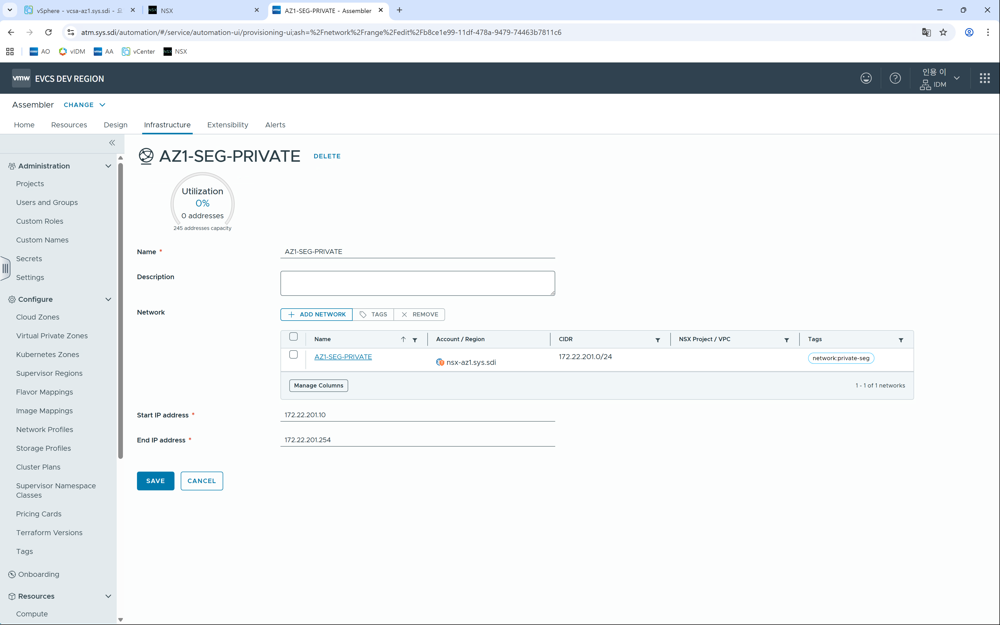 vSphere - vcsa-az1.sys.sdi - 요
NSX
NSX
AZ1-SEG-PRIVATE - Assembler
atm.sys.sdi/automation/#/service/automation-ui/provisioning-ui;ash=%2Fnetwork%2Frange%2Fedit%2Fb8ce1e99-11df-478a-9479-74463b7811c6
vmw AO
vIDM
vmw AA
vCenter
NSX NSX
vmw EVCS DEV REGION
인용 이
IDM
Assembler CHANGE
Home Resources Design Infrastructure Extensibility Alerts
Administration
Projects
Users and Groups
Custom Roles
Custom Names
Secrets
Settings
Configure
Cloud Zones
Virtual Private Zones
Kubernetes Zones
Supervisor Regions
Flavor Mappings
Image Mappings
Network Profiles
Storage Profiles
Cluster Plans
Supervisor Namespace
Classes
Pricing Cards
Terraform Versions
Tags
Onboarding
Resources
Compute
AZ1-SEG-PRIVATE DELETE
Utilization
0%
0 addresses
245 addresses capacity
Name * AZ1-SEG-PRIVATE
Description
Network ADD NETWORK TAGS REMOVE
Name Account / Region CIDR NSX Project / VPC Tags
AZ1-SEG-PRIVATE nsx-az1.sys.sdi 172.22.201.0/24 network:private-seg
Manage Columns 1 - 1 of 1 networks
Start IP address * 172.22.201.10
End IP address * 172.22.201.254
SAVE CANCEL